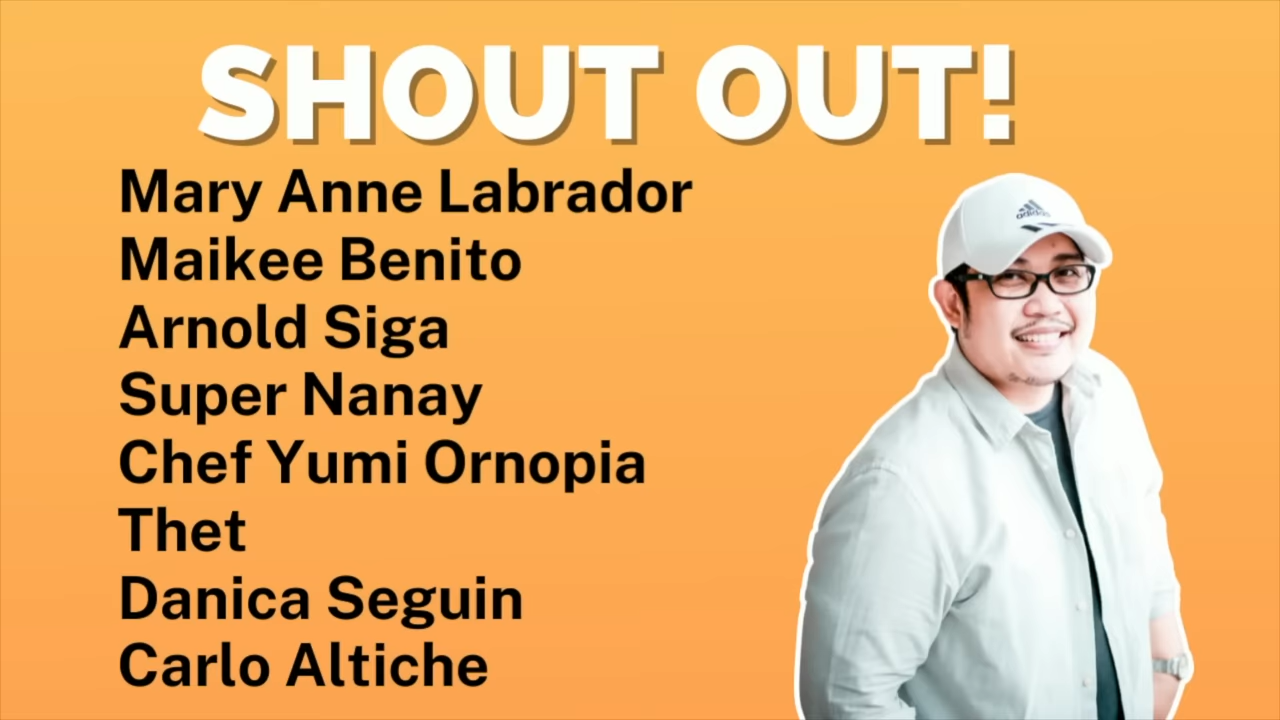 SHOUT OUT!
Mary Anne Labrador
Maikee Benito
Arnold Siga
Super Nanay
Chef Yumi Ornopia
Thet
Danica Seguin
Carlo Altiche
adidas